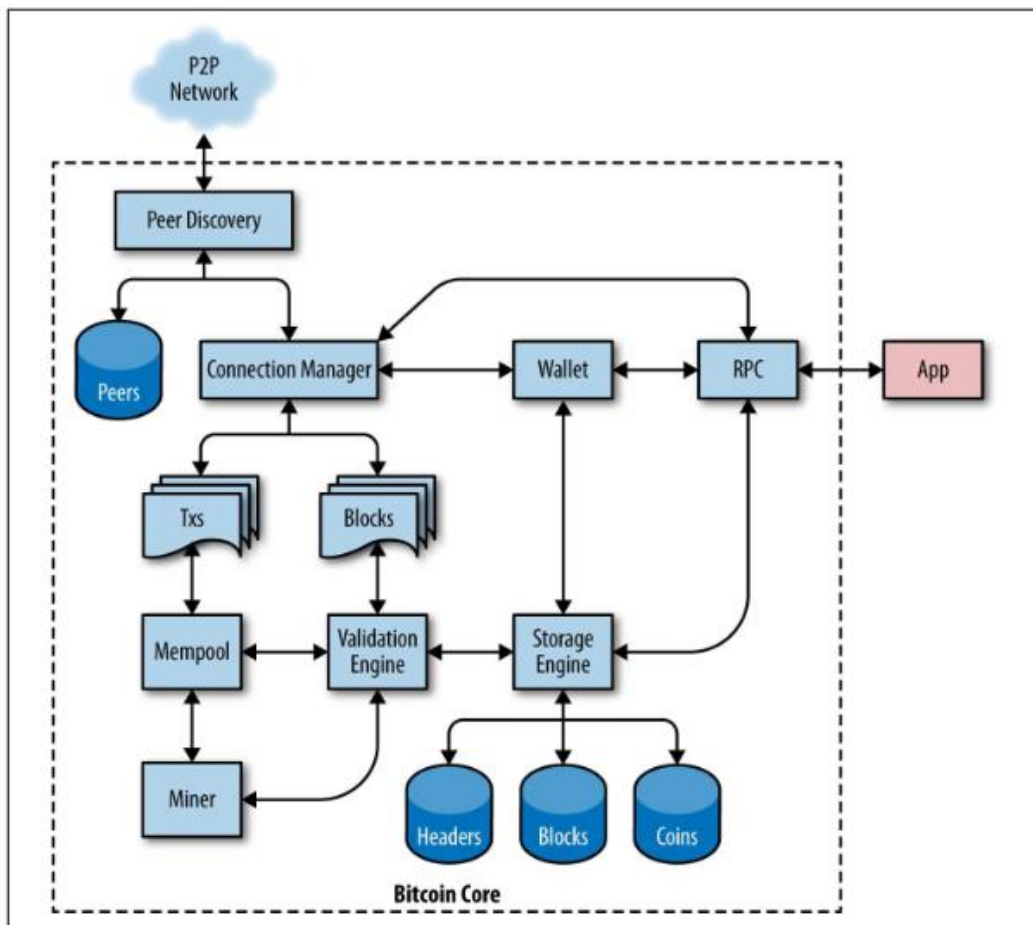 P2P
Network
Peer Discovery
Peers
Connection Manager
Wallet
RPC
App
Txs
Blocks
Mempool
Validation
Engine
Storage
Engine
Miner
Headers
Blocks
Coins
Bitcoin Core